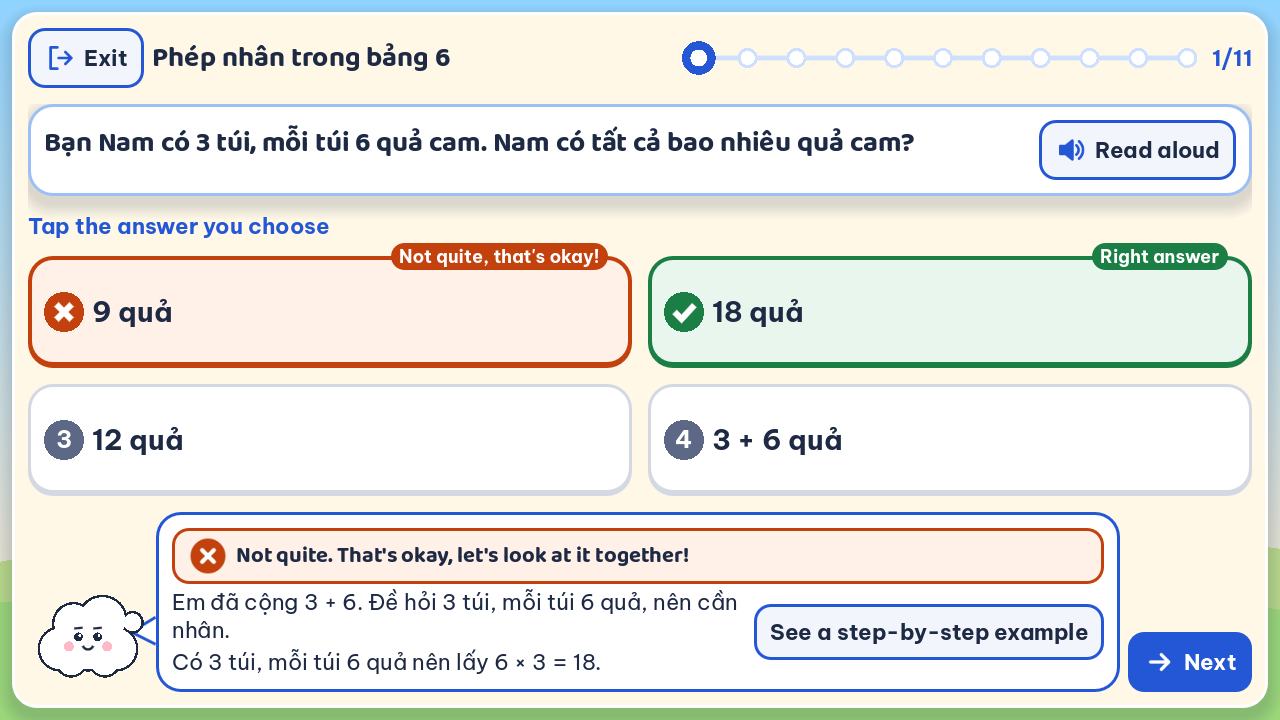 Exit
Phép nhân trong bảng 6
1/11
Bạn Nam có 3 túi, mỗi túi 6 quả cam. Nam có tất cả bao nhiêu quả cam?
Read aloud
Tap the answer you choose
Not quite, that's okay!
9 quả
Right answer
18 quả
3
12 quả
4
3 + 6 quả
Not quite. That's okay, let's look at it together!
Em đã cộng 3 + 6. Đề hỏi 3 túi, mỗi túi 6 quả, nên cần
nhân.
Có 3 túi, mỗi túi 6 quả nên lấy 6 × 3 = 18.
See a step-by-step example
Next